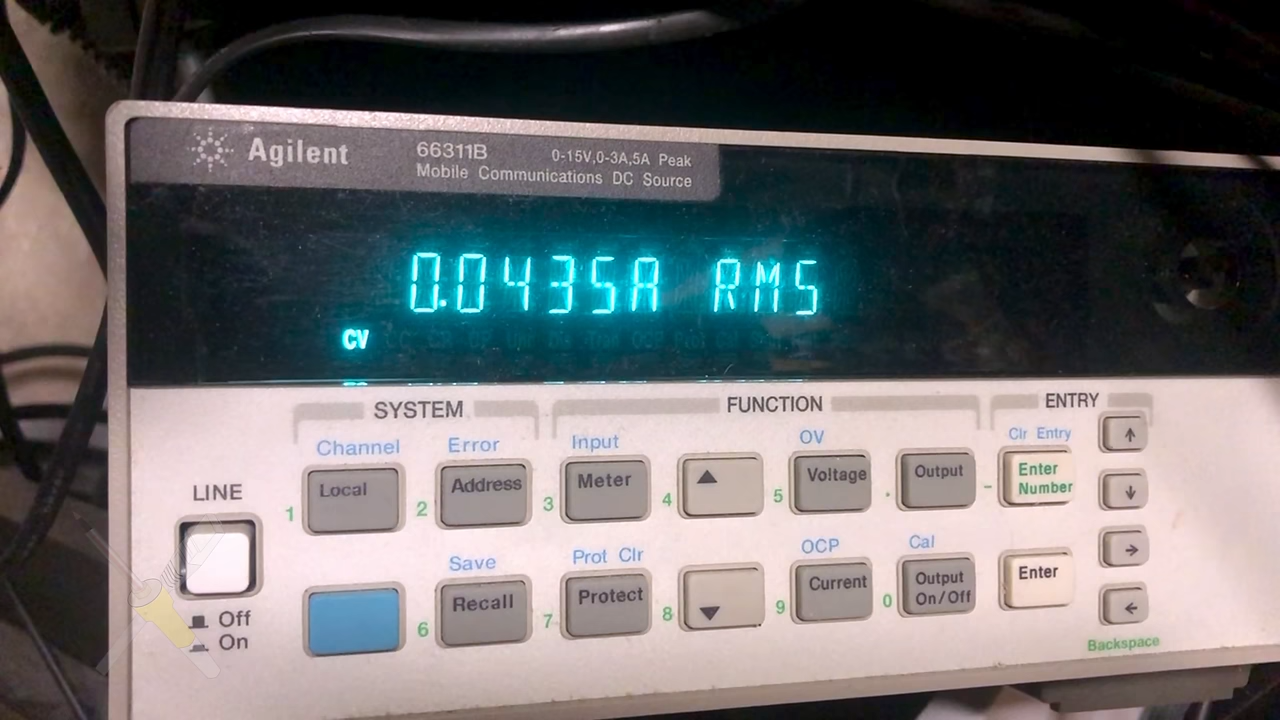 Agilent 66311B 0-15V,0-3A,5A Peak
Mobile Communications DC Source
0.0435A RMS
CV
SYSTEM FUNCTION ENTRY
Channel Error Input OV Clr Entry
LINE
1 Local 2 Address 3 Meter 4 5 Voltage . Output - Enter Number
Save Prot Clr OCP Cal
6 Recall 7 Protect 8 9 Current 0 Output On/Off Enter
Off
On
Backspace